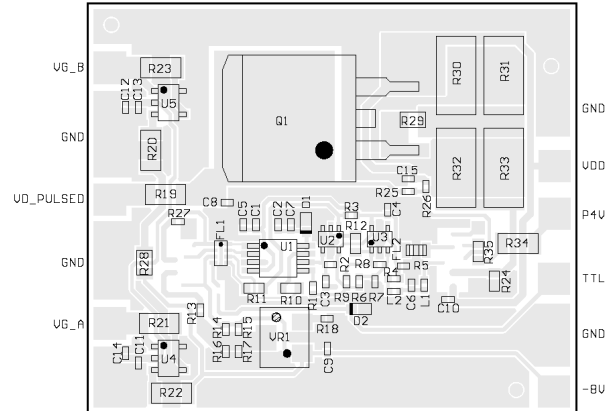 VG_B
GND
VD_PULSED
GND
VG_A
GND
VDD
P4V
TTL
GND
-8V
R23
C12
C13
U5
R20
R19
R27
C8
FL1
R28
R21
R13
C14
C11
U4
R22
Q1
R30
R31
R29
R32
R33
C15
R25
R26
C4
C5
C1
C2
C7
D1
R3
U2
R12
U3
FL2
U1
R2
R8
R4
R5
R35
R34
R24
R11
R10
R1
C3
R9
R6
R7
L2
C6
L1
C10
D2
R18
R14
R15
R16
R17
VR1
C9